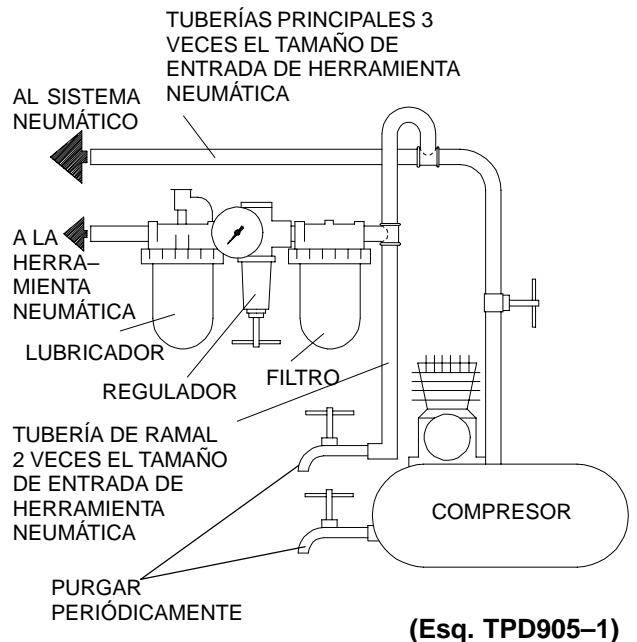 TUBERÍAS PRINCIPALES 3
VECES EL TAMAÑO DE
ENTRADA DE HERRAMIENTA
NEUMÁTICA
AL SISTEMA
NEUMÁTICO
A LA
HERRA–
MIENTA
NEUMÁTICA
LUBRICADOR
REGULADOR
FILTRO
TUBERÍA DE RAMAL
2 VECES EL TAMAÑO
DE ENTRADA DE
HERRAMIENTA
NEUMÁTICA
COMPRESOR
PURGAR
PERIÓDICAMENTE
(Esq. TPD905–1)